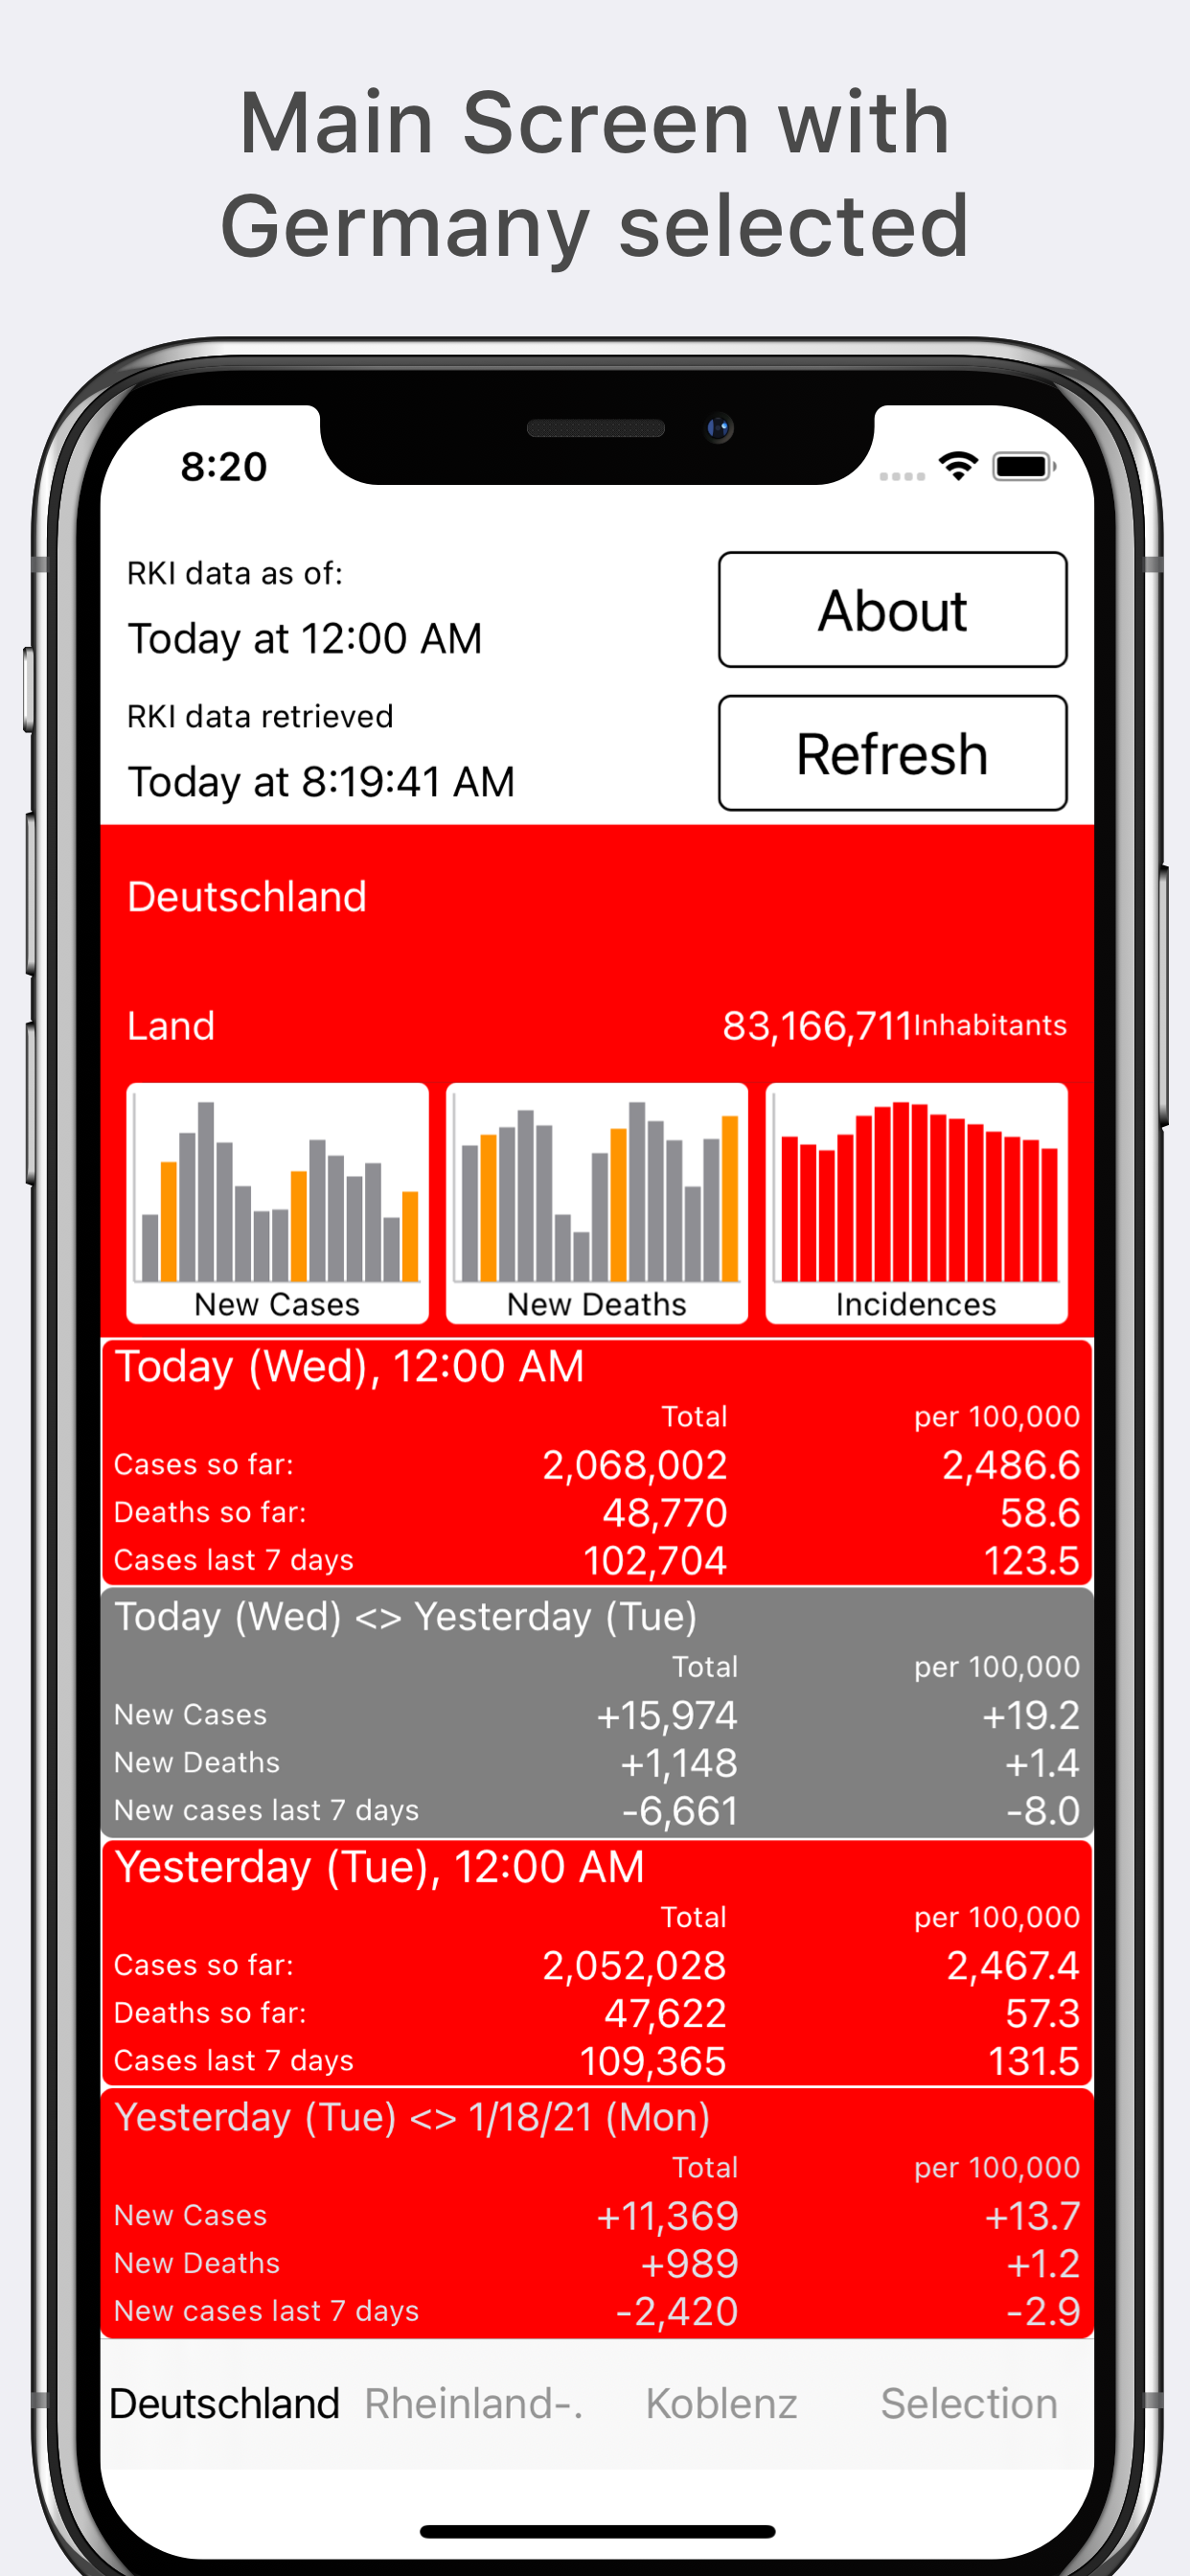 Main Screen with
Germany selected
8:20
RKI data as of:
Today at 12:00 AM
About
RKI data retrieved
Today at 8:19:41 AM
Refresh
Deutschland
Land 83,166,711Inhabitants
New Cases New Deaths Incidences
Today (Wed), 12:00 AM
Total per 100,000
Cases so far: 2,068,002 2,486.6
Deaths so far: 48,770 58.6
Cases last 7 days 102,704 123.5
Today (Wed) <> Yesterday (Tue)
Total per 100,000
New Cases +15,974 +19.2
New Deaths +1,148 +1.4
New cases last 7 days -6,661 -8.0
Yesterday (Tue), 12:00 AM
Total per 100,000
Cases so far: 2,052,028 2,467.4
Deaths so far: 47,622 57.3
Cases last 7 days 109,365 131.5
Yesterday (Tue) <> 1/18/21 (Mon)
Total per 100,000
New Cases +11,369 +13.7
New Deaths +989 +1.2
New cases last 7 days -2,420 -2.9
Deutschland Rheinland-. Koblenz Selection